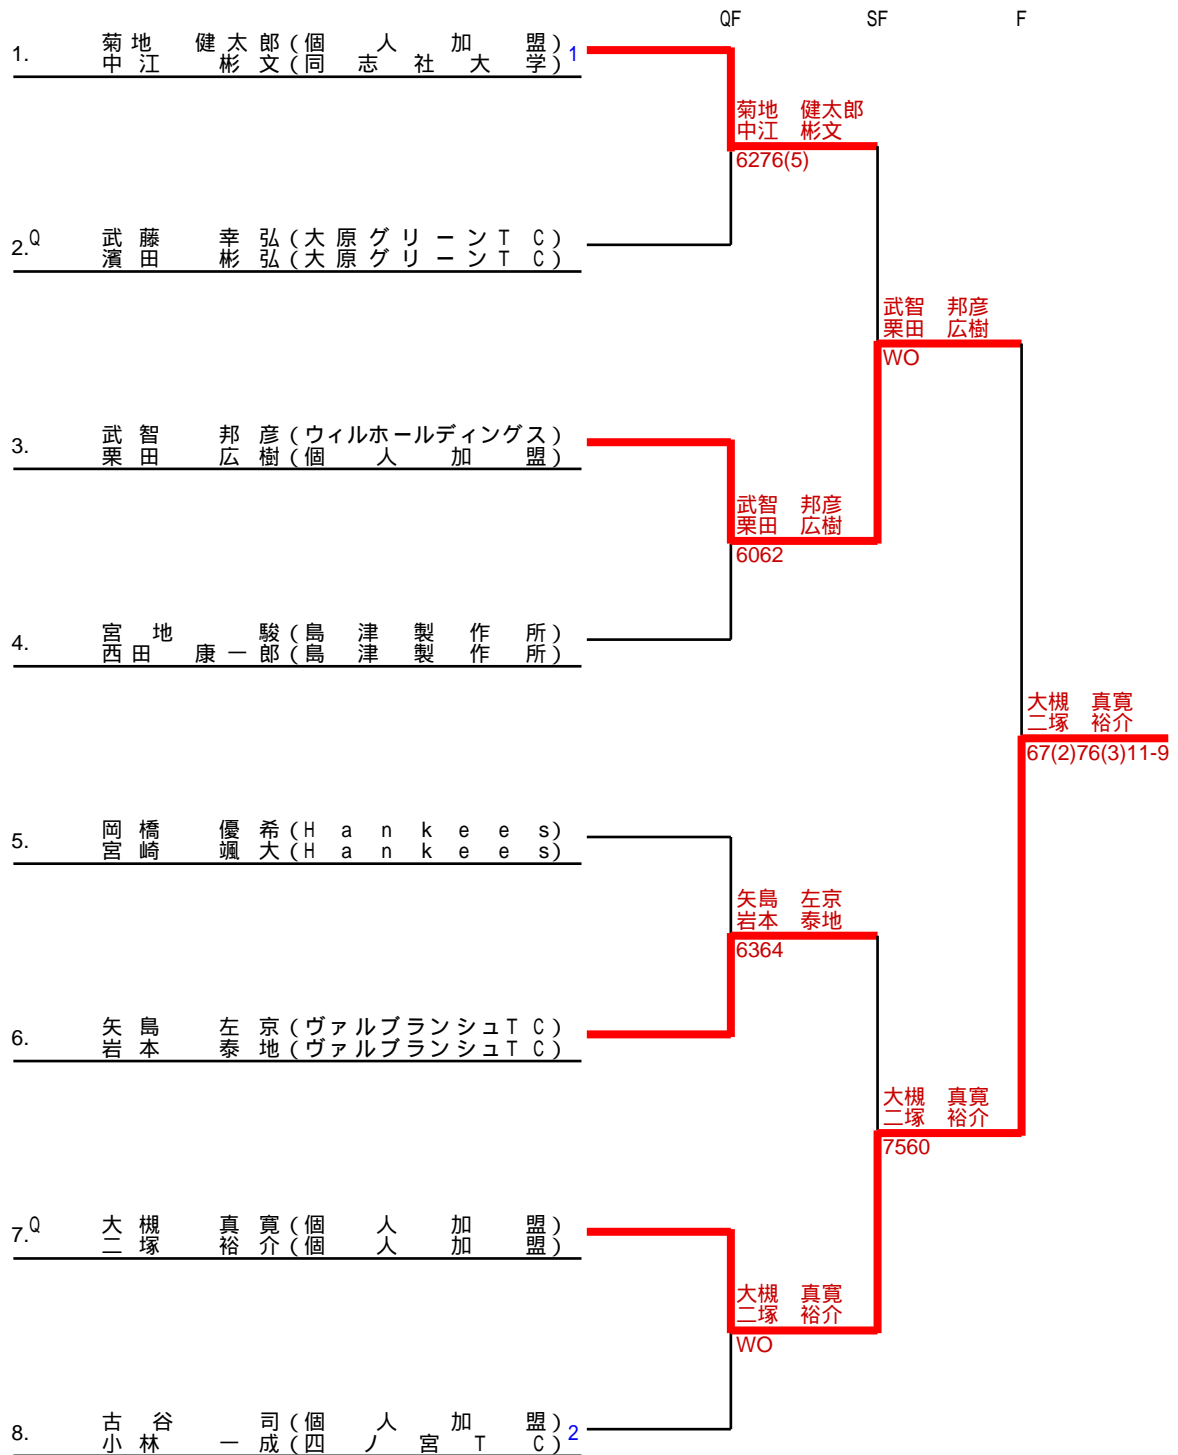 QF SF F
1. 菊地 健太郎(個人加盟) 1
中江 彬文(同志社大学)
菊地 健太郎
中江 彬文
6276(5)
2. Q 武藤 幸弘(大原グリーンTC)
濱田 彬弘(大原グリーンTC)
武智 邦彦
栗田 広樹
WO
3. 武智 邦彦(ウィルホールディングス)
栗田 広樹(個人加盟)
武智 邦彦
栗田 広樹
6062
4. 宮地 駿(島津製作所)
西田 康一郎(島津製作所)
大槻 真寛
二塚 裕介
67(2)76(3)11-9
5. 岡橋 優希(Hankees)
宮崎 颯大(Hankees)
矢島 左京
岩本 泰地
6364
6. 矢島 左京(ヴァルブランシュTC)
岩本 泰地(ヴァルブランシュTC)
大槻 真寛
二塚 裕介
7560
7. Q 大槻 真寛(個人加盟)
二塚 裕介(個人加盟)
大槻 真寛
二塚 裕介
WO
8. 古谷 司(個人加盟) 2
小林 一成(四ノ宮TC)